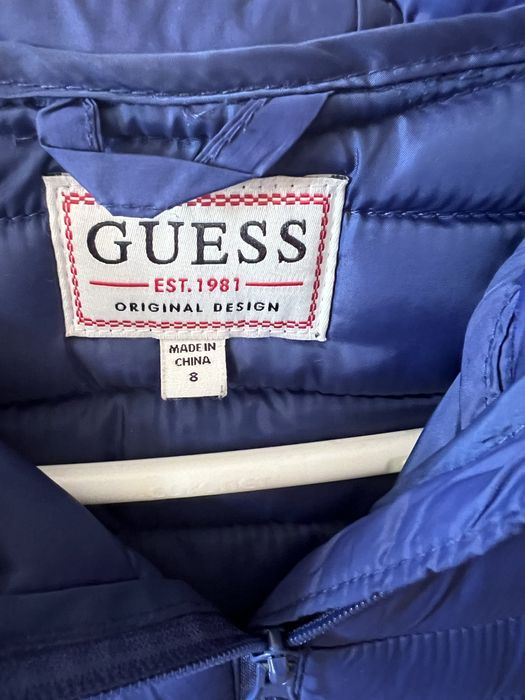 GUESS
EST. 1981
ORIGINAL DESIGN
MADE IN
CHINA
8